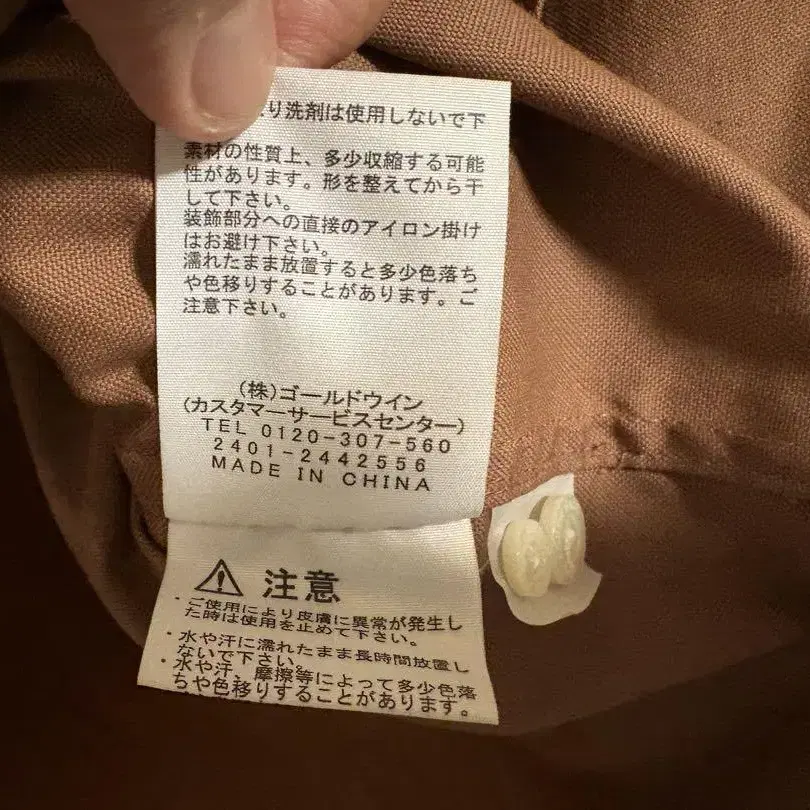 り洗剤は使用しないで下
素材の性質上、多少収縮する可能
性があります。形を整えてから干
して下さい。
装飾部分への直接のアイロン掛け
はお避け下さい。
濡れたまま放置すると多少色落ち
や色移りすることがあります。ご
注意下さい。
(株)ゴールドウイン
(カスタマーサービスセンター)
TEL 0120-307-560
2401-2442556
MADE IN CHINA
注意
・ご使用により皮膚に異常が発生し
た時は使用を止めて下さい。
・水や汗に濡れたまま長時間放置し
ないで下さい。
・水や汗、摩擦等によって多少色落
ちや色移りすることがあります。